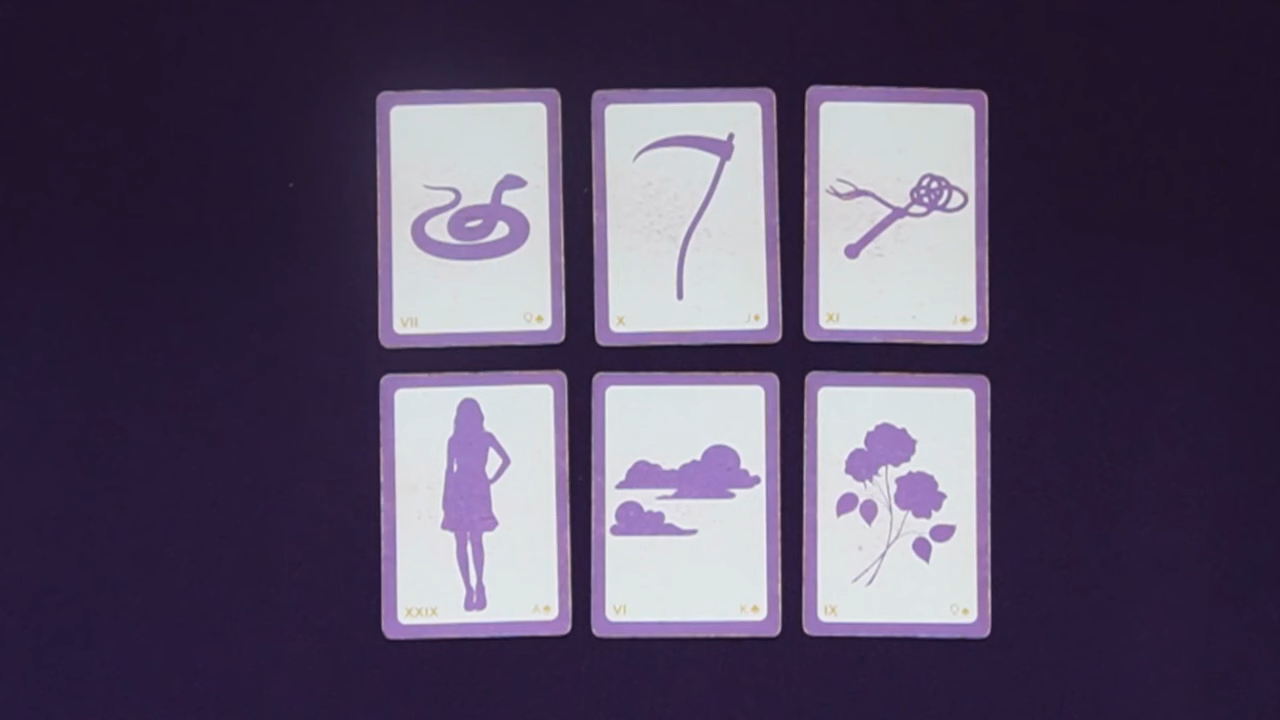 VII Q♣
X J♦
XI J♣
XXIX A♠
VI K♣
IX Q♠